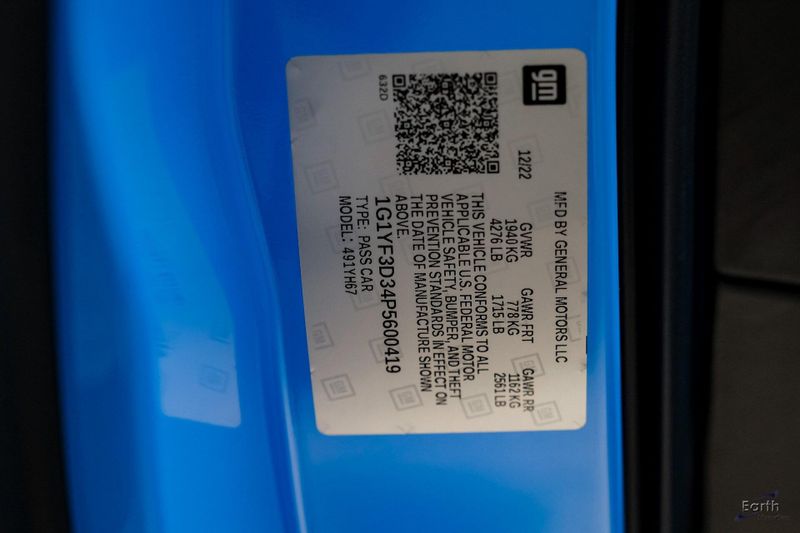 gm
MFD BY GENERAL MOTORS LLC
12/22
GVWR GAWR FRT GAWR RR
1940 KG 778 KG 1162 KG
4276 LB 1715 LB 2561 LB
THIS VEHICLE CONFORMS TO ALL
APPLICABLE U.S. FEDERAL MOTOR
VEHICLE SAFETY, BUMPER, AND THEFT
PREVENTION STANDARDS IN EFFECT ON
THE DATE OF MANUFACTURE SHOWN
ABOVE.
632D
1G1YF3D34P5600419
TYPE: PASS CAR
MODEL: 491YH67
Earth